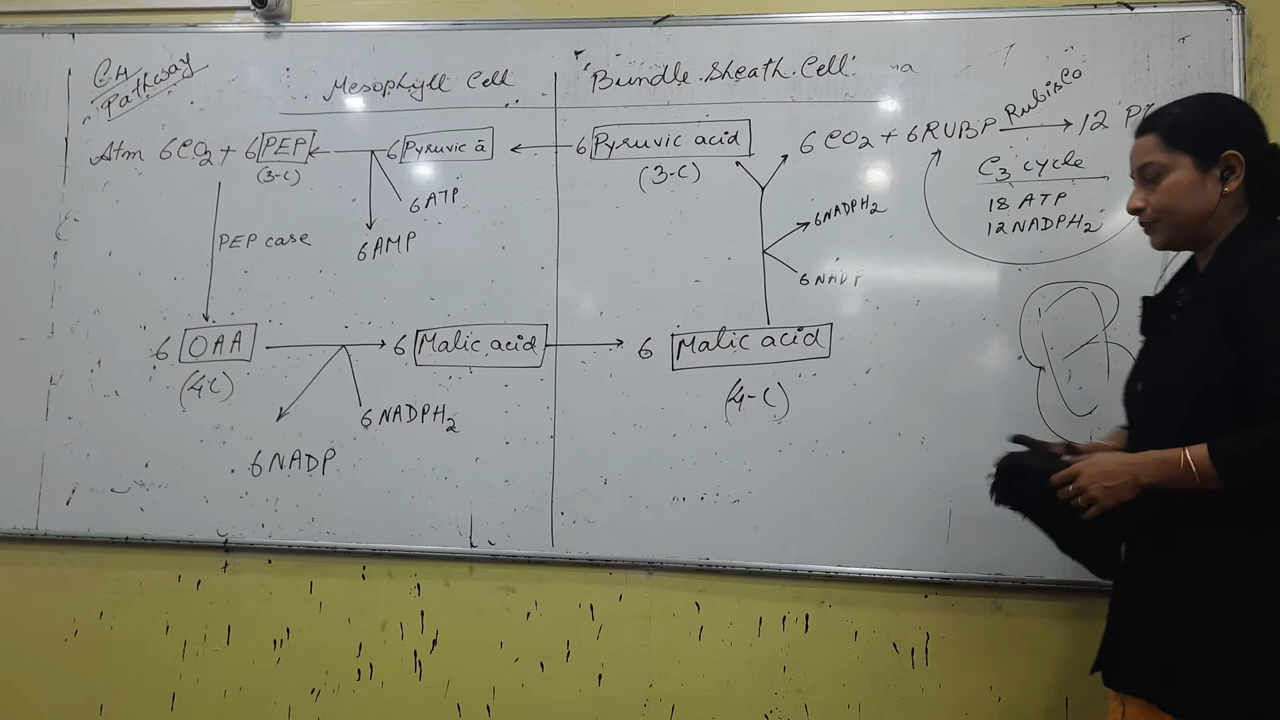 C4
Pathway
Mesophyll Cell
Bundle Sheath Cell
Atm 6CO2 + 6 PEP
(3-C)
6 Pyruvic a
6 ATP
6 AMP
PEP case
6 OAA
(4C)
6 Malic acid
6 NADPH2
6 NADP
6 Pyruvic acid
(3-C)
6 CO2 + 6 RUBP
RubisCo
12
C3 cycle
18 ATP
12 NADPH2
6 NADPH2
6 NADP
6 Malic acid
(4-C)